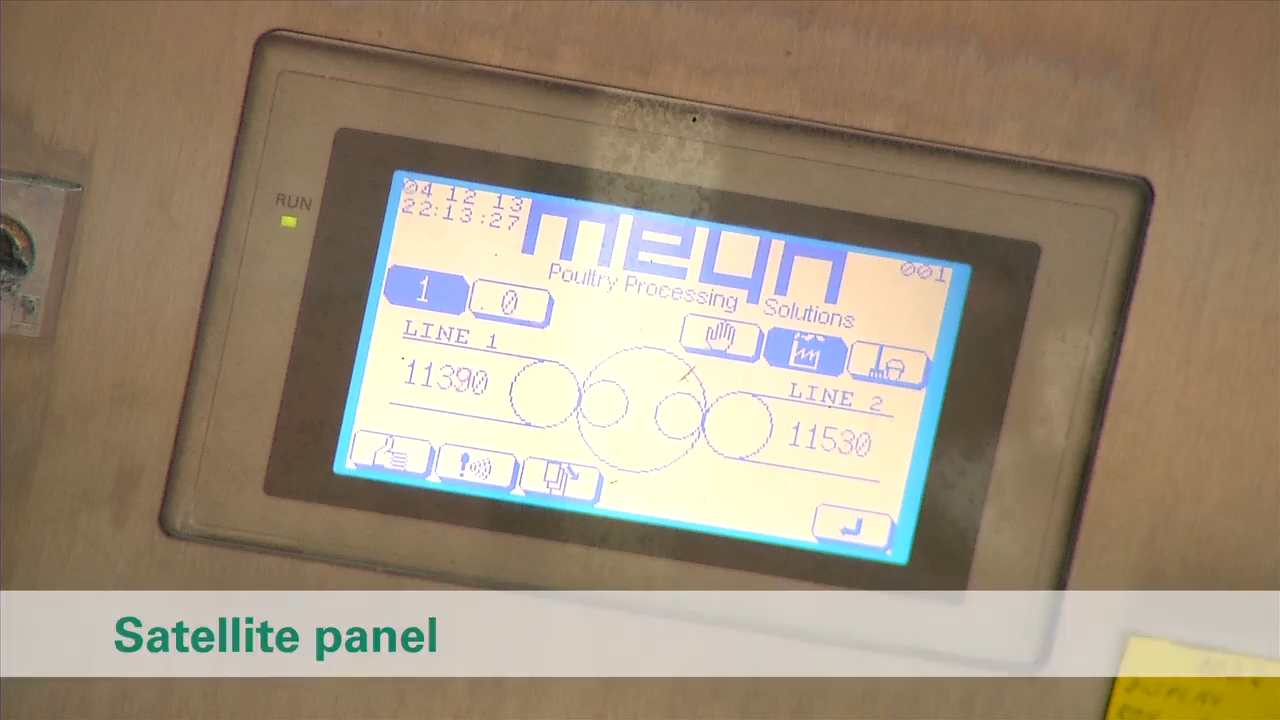 RUN
04 12 13
22:13:27
meyn
001
Poultry Processing Solutions
1 0
LINE 1
11390
LINE 2
11530
Satellite panel
DISPLAY